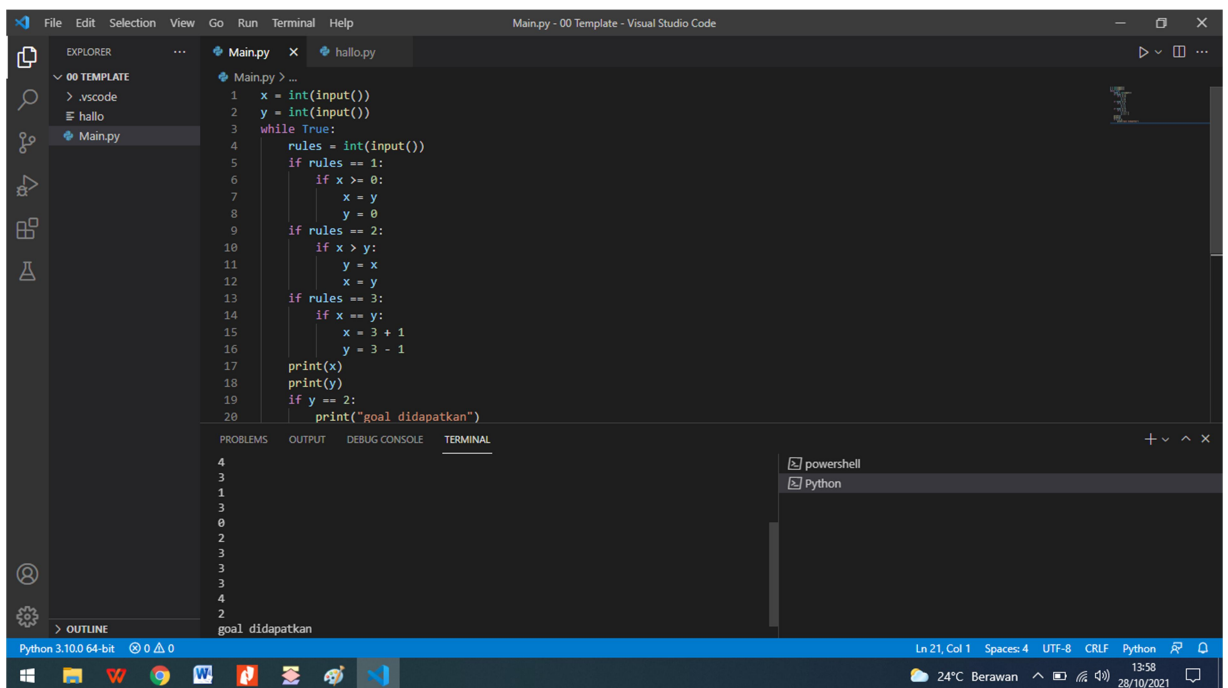 File Edit Selection View Go Run Terminal Help Main.py - 00 Template - Visual Studio Code
EXPLORER ... Main.py hallo.py
00 TEMPLATE
.vscode
hallo
Main.py
Main.py > ...
1 x = int(input())
2 y = int(input())
3 while True:
4     rules = int(input())
5     if rules == 1:
6         if x >= 0:
7             x = y
8             y = 0
9     if rules == 2:
10         if x > y:
11             y = x
12             x = y
13     if rules == 3:
14         if x == y:
15             x = 3 + 1
16             y = 3 - 1
17     print(x)
18     print(y)
19     if y == 2:
20         print("goal didapatkan")
PROBLEMS OUTPUT DEBUG CONSOLE TERMINAL
4
3
1
3
0
2
3
3
3
4
2
goal didapatkan
powershell
Python
OUTLINE
Python 3.10.0 64-bit 0 0 Ln 21, Col 1 Spaces: 4 UTF-8 CRLF Python
24°C Berawan 13:58
28/10/2021